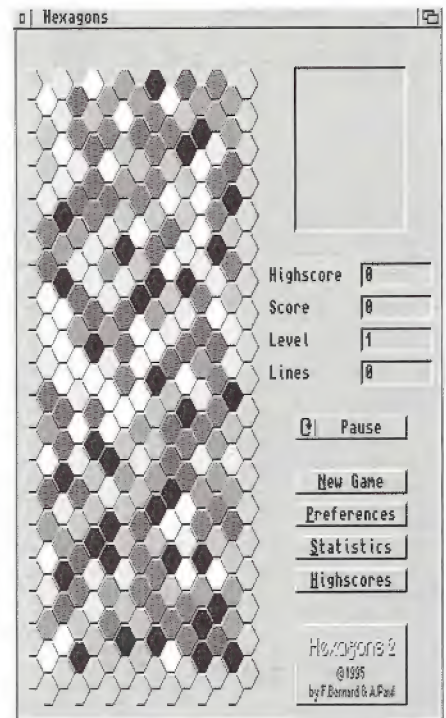 Hexagons
Highscore 0
Score 0
Level 1
Lines 0
Pause
New Game
Preferences
Statistics
Highscores
Hexagons 2
©1995
by F.Bernard & A.Paul